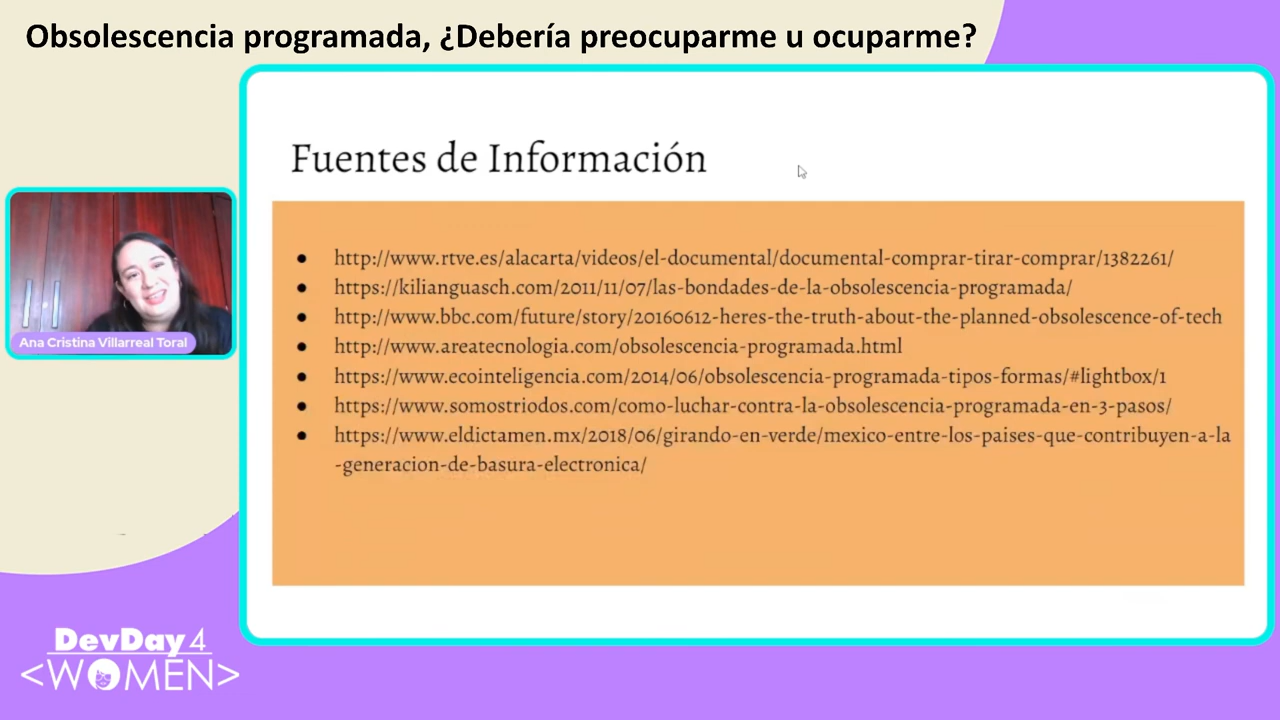 Obsolescencia programada, ¿Debería preocuparme u ocuparme?
Fuentes de Información
http://www.rtve.es/alacarta/videos/el-documental/documental-comprar-tirar-comprar/1382261/
https://kilianguasch.com/2011/11/07/las-bondades-de-la-obsolescencia-programada/
http://www.bbc.com/future/story/20160612-heres-the-truth-about-the-planned-obsolescence-of-tech
http://www.areatecnologia.com/obsolescencia-programada.html
https://www.ecointeligencia.com/2014/06/obsolescencia-programada-tipos-formas/#lightbox/1
https://www.somostriodos.com/como-luchar-contra-la-obsolescencia-programada-en-3-pasos/
https://www.eldictamen.mx/2018/06/girando-en-verde/mexico-entre-los-paises-que-contribuyen-a-la
-generacion-de-basura-electronica/
Ana Cristina Villarreal Toral
DevDay 4
<WOMEN>